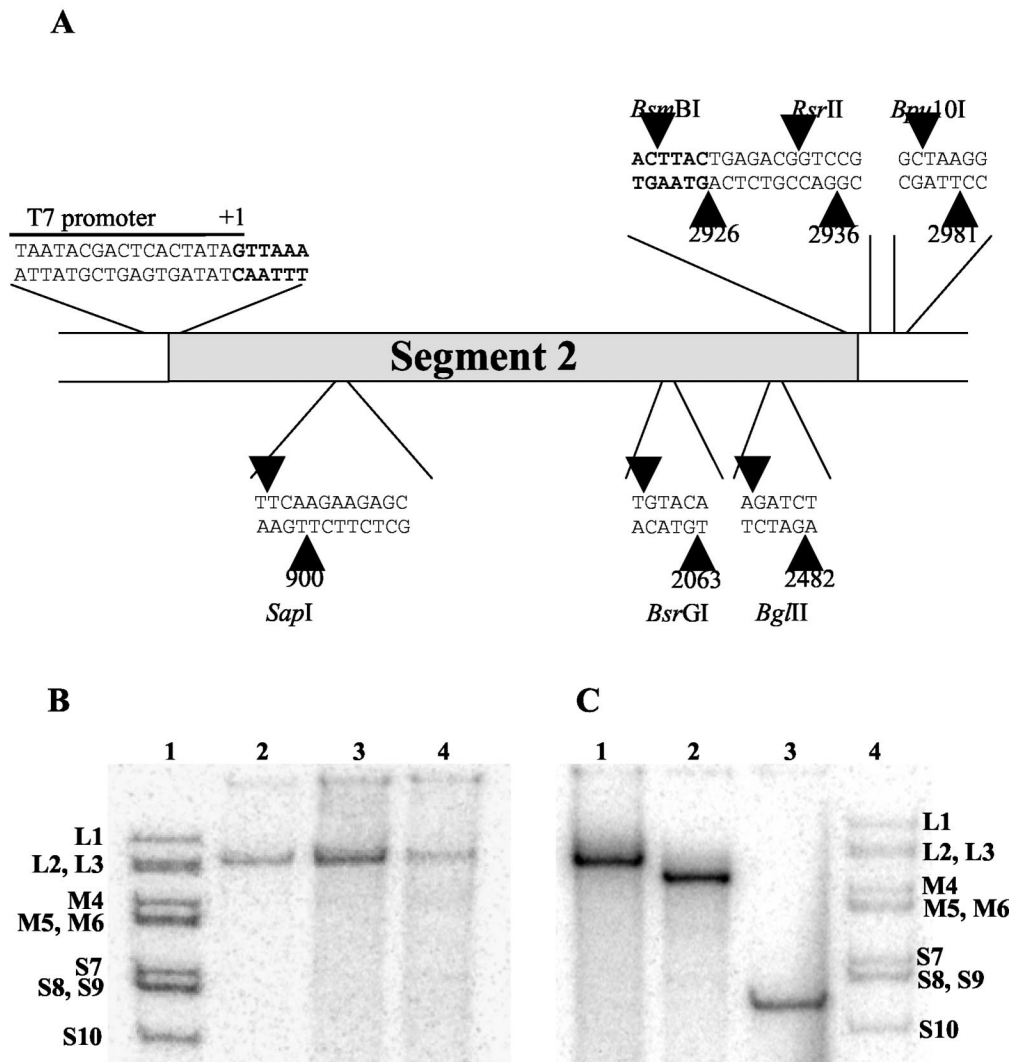 A
BsmBI RsrII Bpu10I
ACTTACTGAGACGGTCCG GCTAAGG
TGAATGACTCTGCCAGGC CGATTCC
2926 2936 2981
T7 promoter +1
TAATACGACTCACTATAGTTAAA
ATTATGCTGAGTGATATCAATTT
Segment 2
TTCAAGAAGAGC TGTACA AGATCT
AAGTTCTTCTCG ACATGT TCTAGA
900 2063 2482
SapI BsrGI BglII
B
1 2 3 4
L1
L2, L3
M4
M5, M6
S7
S8, S9
S10
C
1 2 3 4
L1
L2, L3
M4
M5, M6
S7
S8, S9
S10